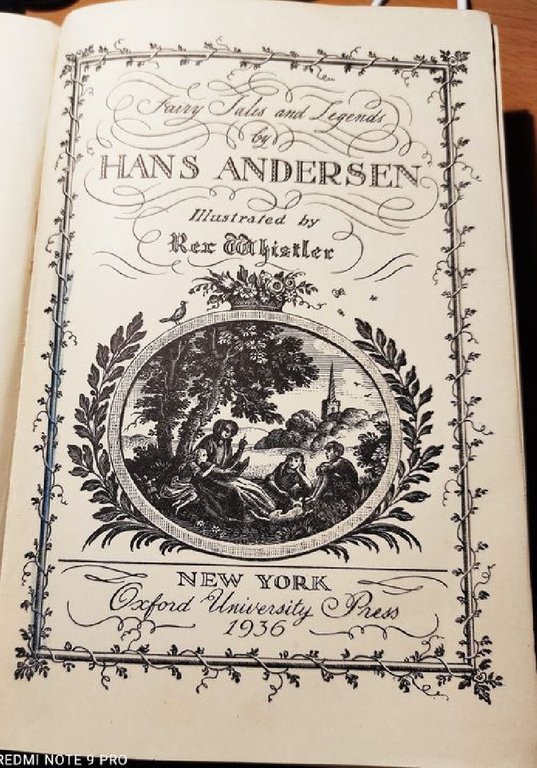 Fairy Tales and Legends
by
HANS ANDERSEN
Illustrated by
Rex Whistler
NEW YORK
Oxford University Press
1936
REDMI NOTE 9 PRO